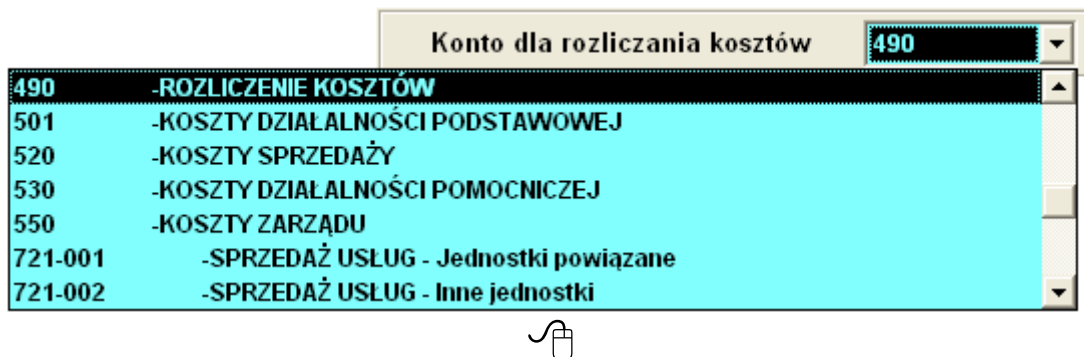 Konto dla rozliczania kosztów 490
490 -ROZLICZENIE KOSZTÓW
501 -KOSZTY DZIAŁALNOŚCI PODSTAWOWEJ
520 -KOSZTY SPRZEDAŻY
530 -KOSZTY DZIAŁALNOŚCI POMOCNICZEJ
550 -KOSZTY ZARZĄDU
721-001 -SPRZEDAŻ USŁUG - Jednostki powiązane
721-002 -SPRZEDAŻ USŁUG - Inne jednostki